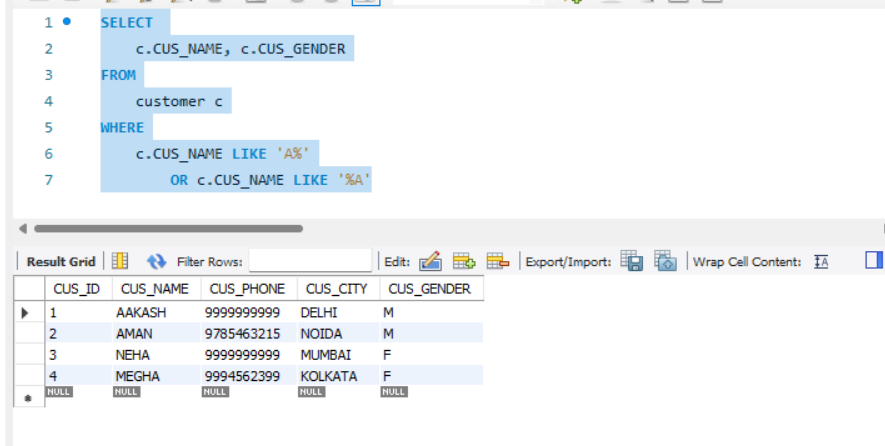 1 SELECT
2 c.CUS_NAME, c.CUS_GENDER
3 FROM
4 customer c
5 WHERE
6 c.CUS_NAME LIKE 'A%'
7 OR c.CUS_NAME LIKE '%A'
Result Grid Filter Rows: Edit: Export/Import: Wrap Cell Content: IA
CUS_ID CUS_NAME CUS_PHONE CUS_CITY CUS_GENDER
1 AAKASH 9999999999 DELHI M
2 AMAN 9785463215 NOIDA M
3 NEHA 9999999999 MUMBAI F
4 MEGHA 9994562399 KOLKATA F
NULL NULL NULL NULL NULL